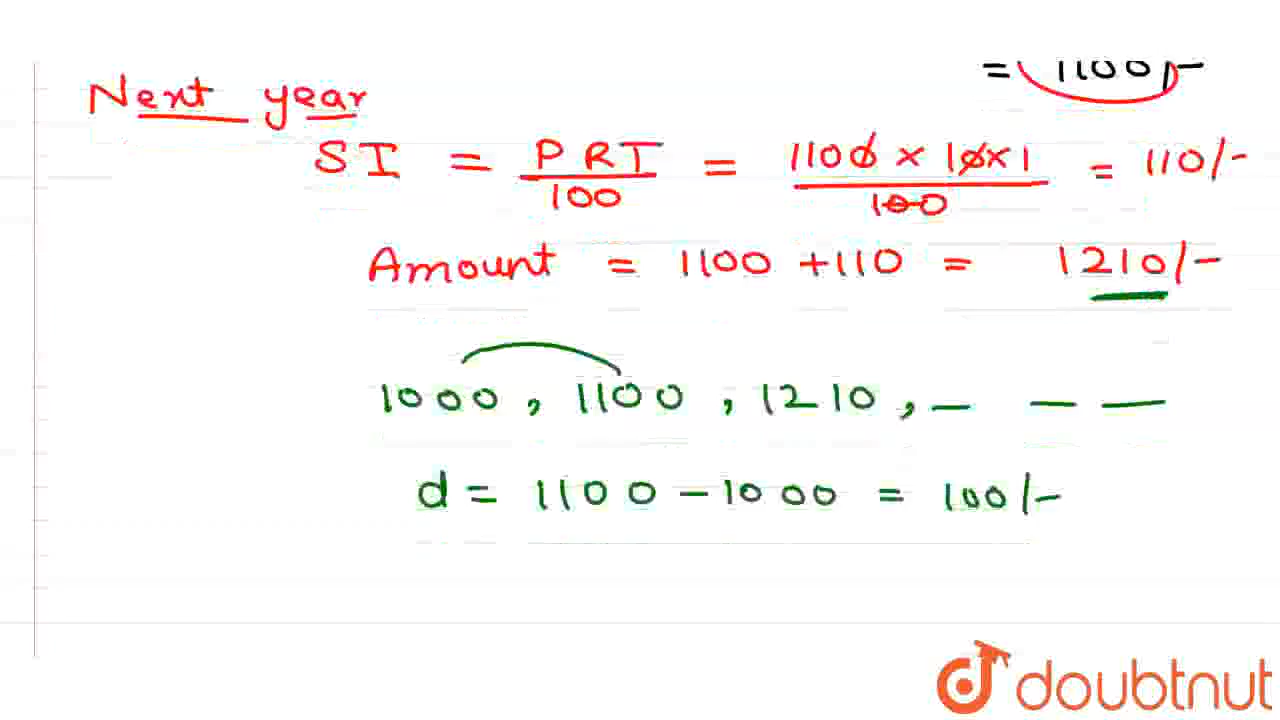 = 1100/-
Next year
SI = PRT/100 = 1100 × 10×1/100 = 110/-
Amount = 1100 +110 = 1210/-
1000, 1100, 1210, — — —
d = 1100 - 1000 = 100/-
doubtnut